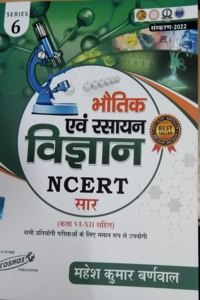 SERIES
6
संस्करण-2022
भौतिक
एवं रसायन
विज्ञान
BEST
SELLER
NCERT
सार
(कक्षा VI-XII सहित)
सभी प्रतियोगी परीक्षाओं के लिए समान रूप से उपयोगी
COSMOS
PUBLICATION
महेश कुमार बर्णवाल